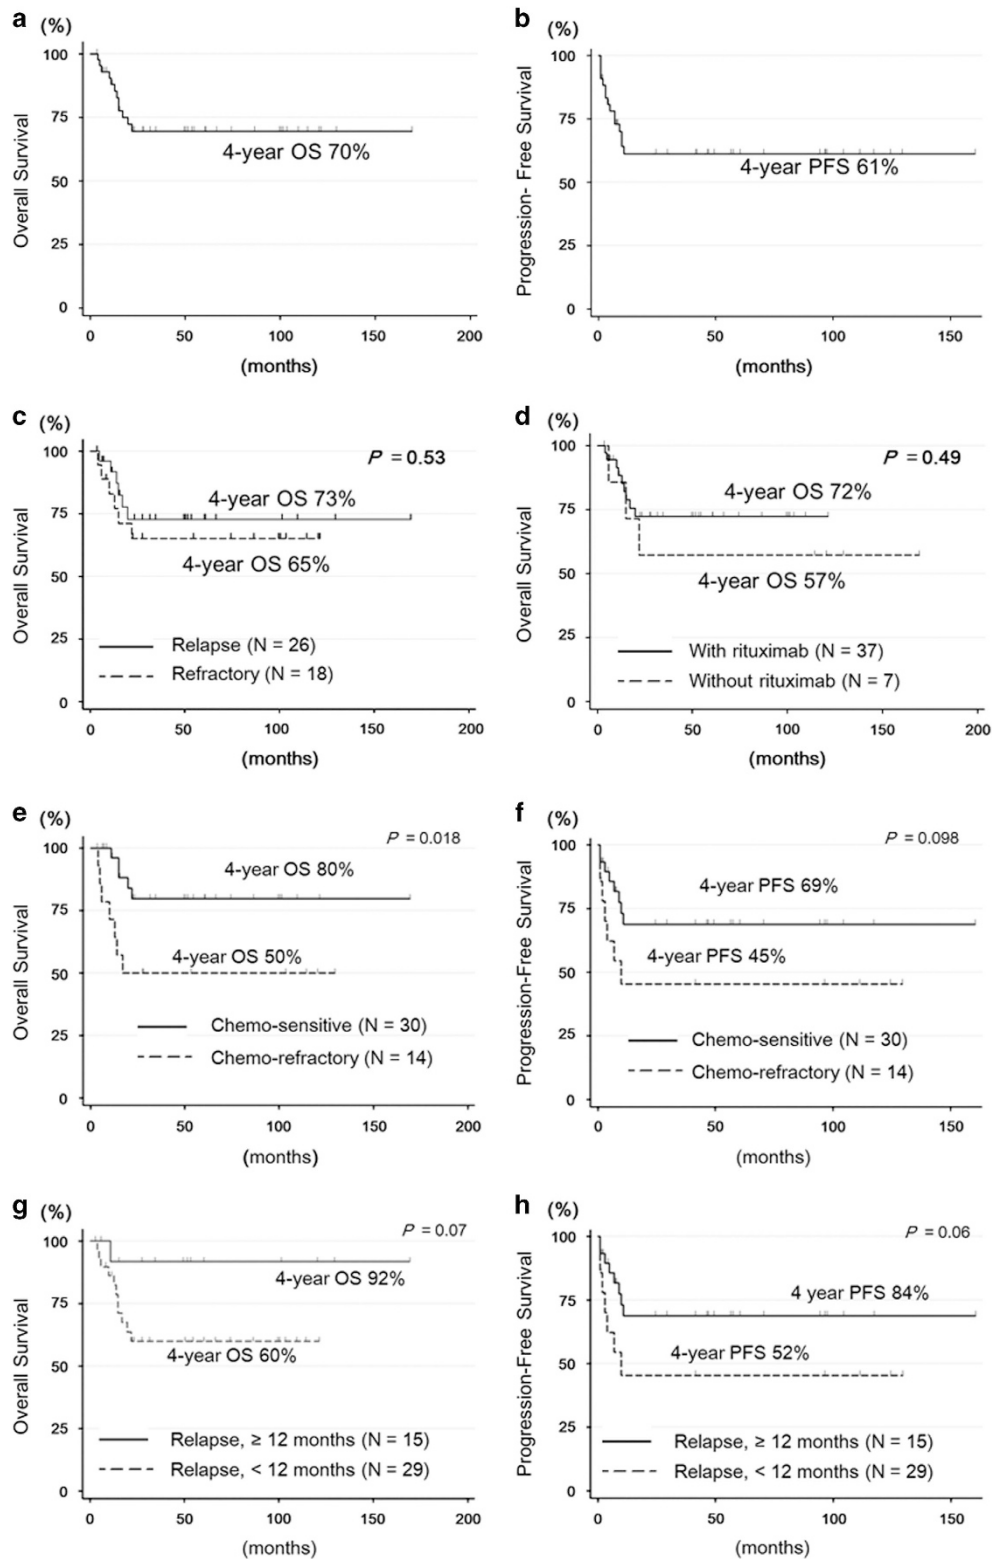 a (%)
Overall Survival
100
75
50
25
0
4-year OS 70%
0 50 100 150 200
(months)
b (%)
Progression- Free Survival
100
75
50
25
0
4-year PFS 61%
0 50 100 150
(months)
c (%)
Overall Survival
100
75
50
25
0
P = 0.53
4-year OS 73%
4-year OS 65%
Relapse (N = 26)
Refractory (N = 18)
0 50 100 150 200
(months)
d (%)
Overall Survival
100
75
50
25
0
P = 0.49
4-year OS 72%
4-year OS 57%
With rituximab (N = 37)
Without rituximab (N = 7)
0 50 100 150 200
(months)
e (%)
Overall Survival
100
75
50
25
0
P = 0.018
4-year OS 80%
4-year OS 50%
Chemo-sensitive (N = 30)
Chemo-refractory (N = 14)
0 50 100 150 200
(months)
f (%)
Progression-Free Survival
100
75
50
25
0
P = 0.098
4-year PFS 69%
4-year PFS 45%
Chemo-sensitive (N = 30)
Chemo-refractory (N = 14)
0 50 100 150
(months)
g (%)
Overall Survival
100
75
50
25
0
P = 0.07
4-year OS 92%
4-year OS 60%
Relapse, ≥ 12 months (N = 15)
Relapse, < 12 months (N = 29)
0 50 100 150 200
(months)
h (%)
Progression-Free Survival
100
75
50
25
0
P = 0.06
4 year PFS 84%
4-year PFS 52%
Relapse, ≥ 12 months (N = 15)
Relapse, < 12 months (N = 29)
0 50 100 150
(months)